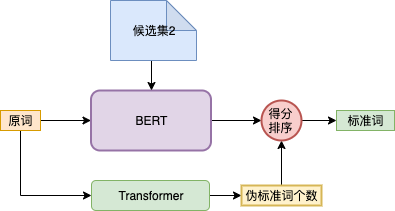 候选集2
原词
BERT
得分
排序
标准词
Transformer
伪标准词个数